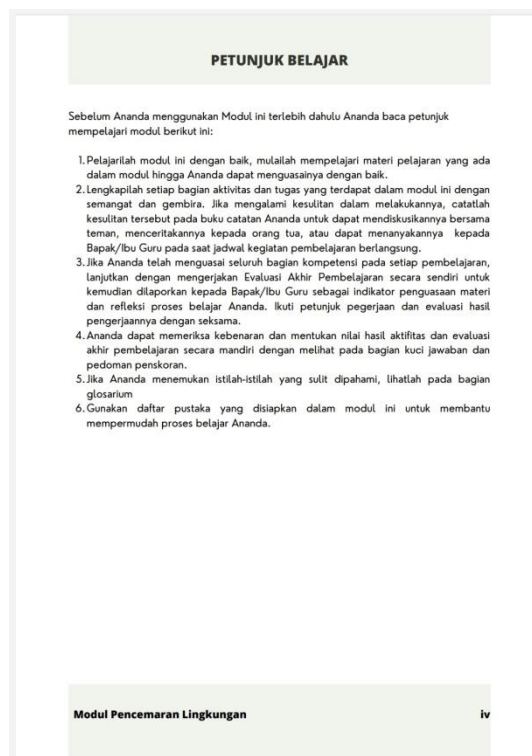 PETUNJUK BELAJAR
Sebelum Ananda menggunakan Modul ini terlebih dahulu Ananda baca petunjuk
mempelajari modul berikut ini:
1. Pelajarilah modul ini dengan baik, mulailah mempelajari materi pelajaran yang ada
dalam modul hingga Ananda dapat menguasainya dengan baik.
2. Lengkapilah setiap bagian aktivitas dan tugas yang terdapat dalam modul ini dengan
semangat dan gembira. Jika mengalami kesulitan dalam melakukannya, catatlah
kesulitan tersebut pada buku catatan Ananda untuk dapat mendiskusikannya bersama
teman, menceritakannya kepada orang tua, atau dapat menanyakannya kepada
Bapak/Ibu Guru pada saat jadwal kegiatan pembelajaran berlangsung.
3. Jika Ananda telah menguasai seluruh bagian kompetensi pada setiap pembelajaran,
lanjutkan dengan mengerjakan Evaluasi Akhir Pembelajaran secara sendiri untuk
kemudian dilaporkan kepada Bapak/Ibu Guru sebagai indikator penguasaan materi
dan refleksi proses belajar Ananda. Ikuti petunjuk pegerjaan dan evaluasi hasil
pengerjaannya dengan seksama.
4. Ananda dapat memeriksa kebenaran dan mentukan nilai hasil aktifitas dan evaluasi
akhir pembelajaran secara mandiri dengan melihat pada bagian kuci jawaban dan
pedoman penskoran.
5. Jika Ananda menemukan istilah-istilah yang sulit dipahami, lihatlah pada bagian
glosarium
6. Gunakan daftar pustaka yang disiapkan dalam modul ini untuk membantu
mempermudah proses belajar Ananda.
Modul Pencemaran Lingkungan iv